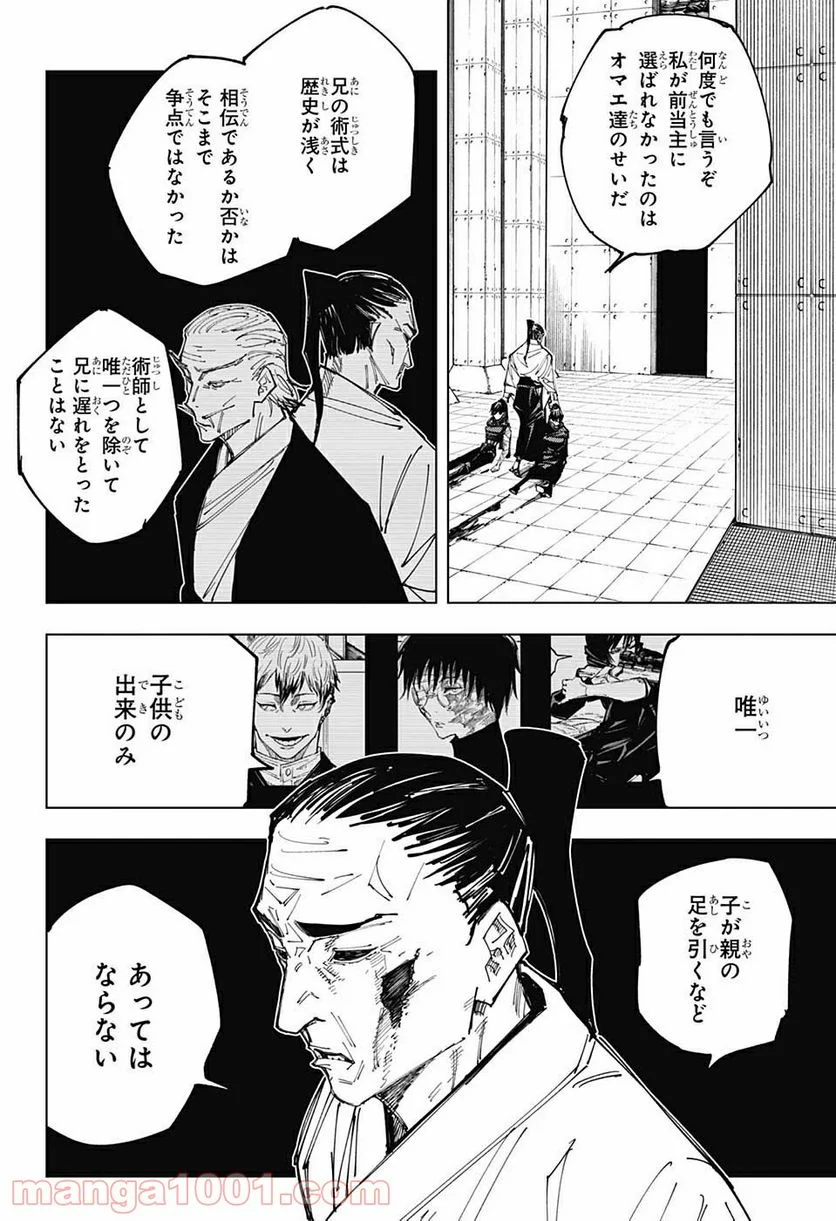 何度でも言うぞ
私が前当主に
選ばれなかったのは
オマエ達のせいだ
兄の術式は
歴史が浅く
相伝であるか否かは
そこまで
争点ではなかった
術師として
唯一つを除いて
兄に遅れをとった
ことはない
唯一
子供の
出来のみ
子が親の
足を引くなど
あっては
ならない
manga1001.com